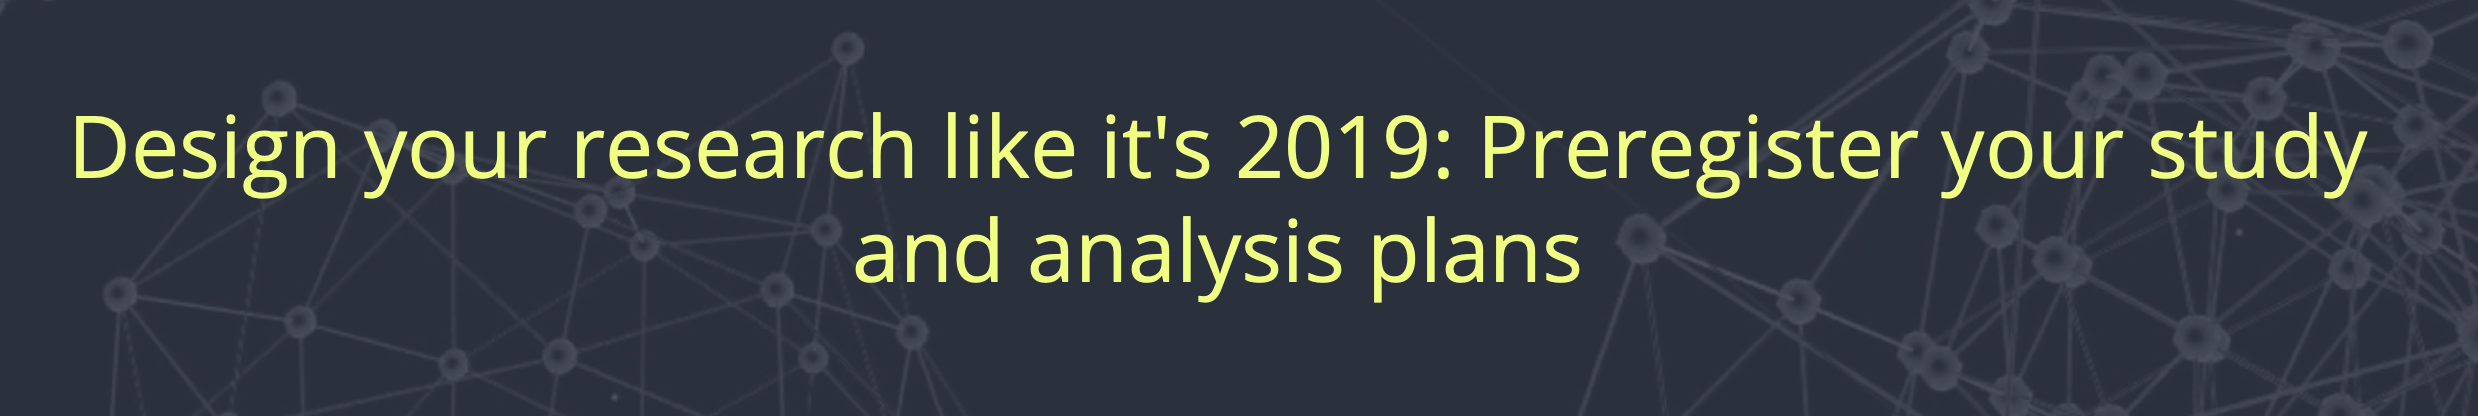 Design your research like it's 2019: Preregister your study
and analysis plans